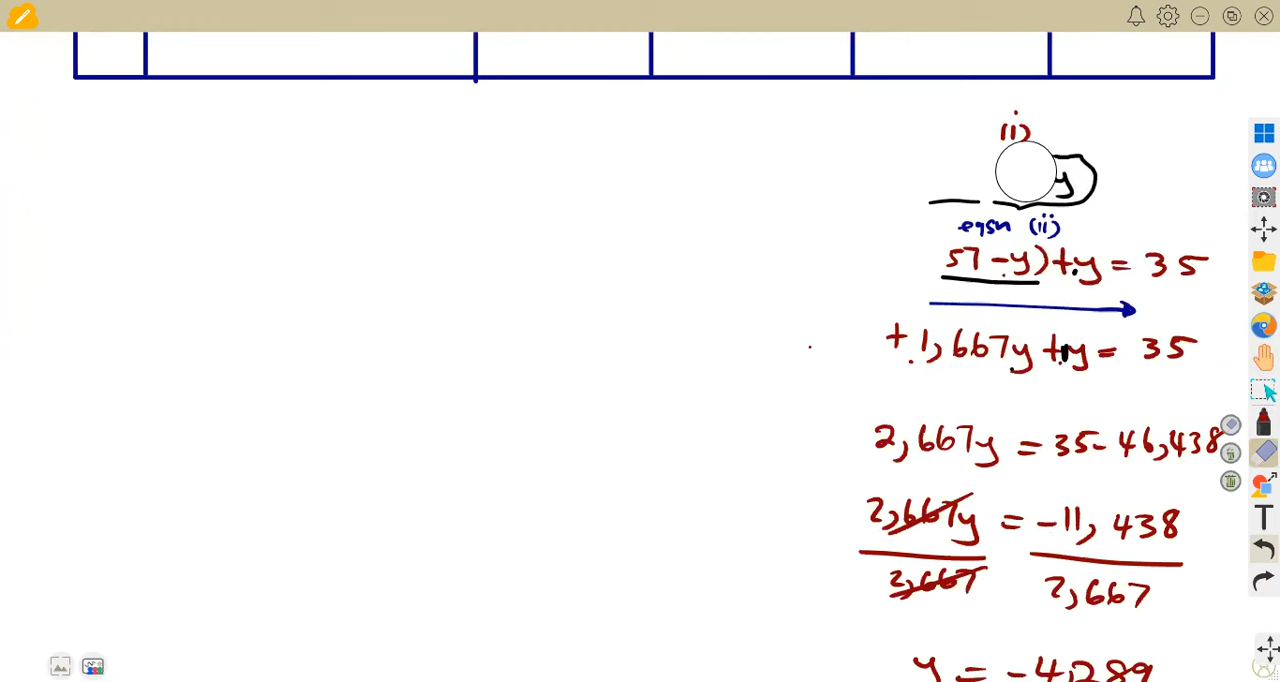 (ii)
y
eqsn (ii)
57 - y) + y = 35
+ 1,667y + y = 35
2,667y = 35 - 46,438
2,667y = -11,438
2,667 2,667
y = -4,289
T